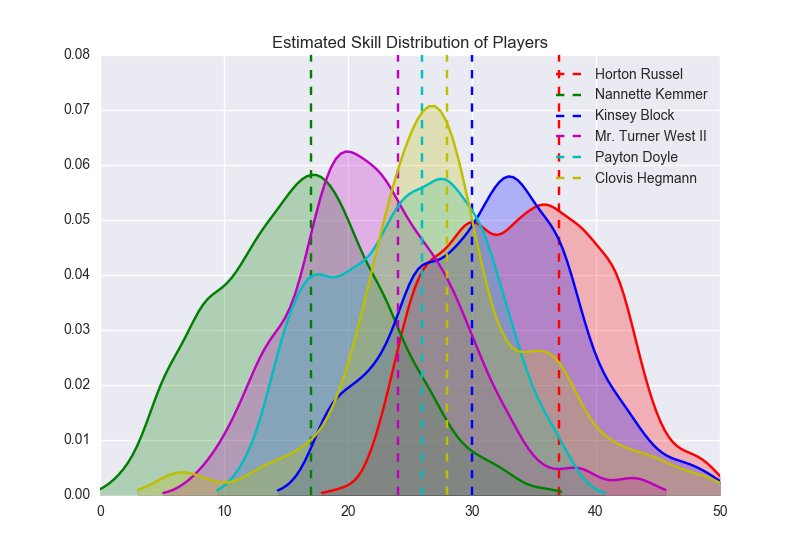 Estimated Skill Distribution of Players
0.08
0.07
0.06
0.05
0.04
0.03
0.02
0.01
0.00
0 10 20 30 40 50
Horton Russel
Nannette Kemmer
Kinsey Block
Mr. Turner West II
Payton Doyle
Clovis Hegmann